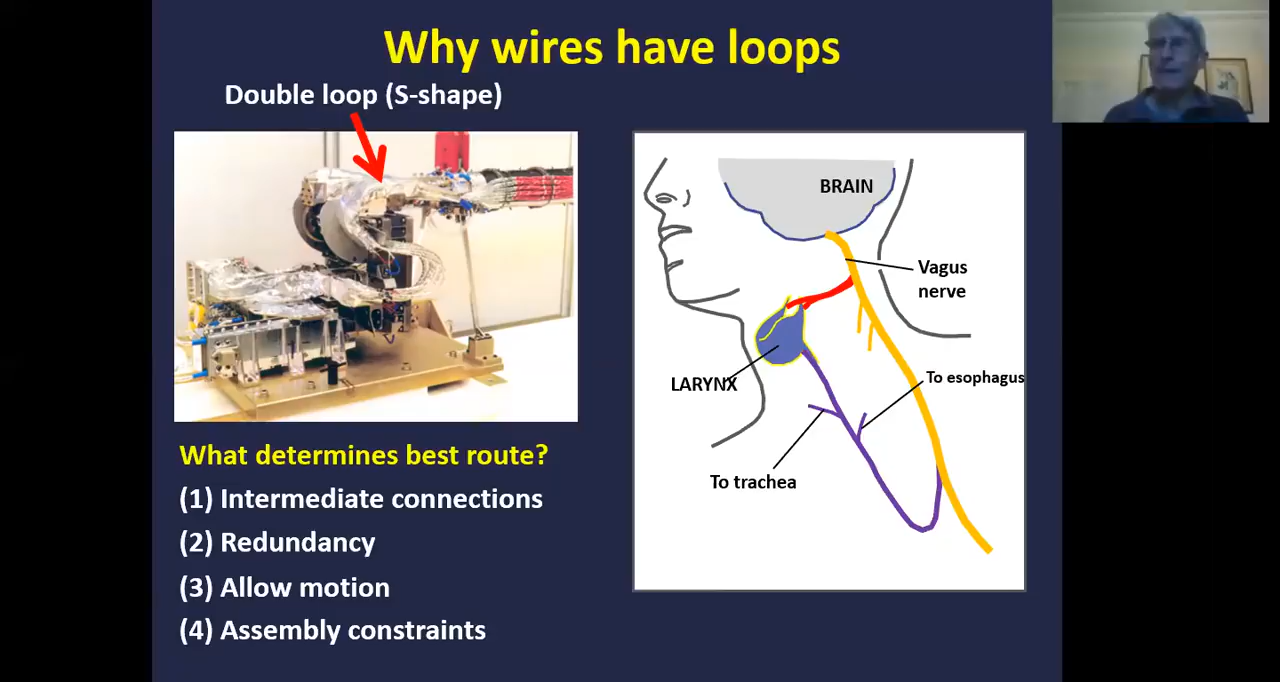 Why wires have loops
Double loop (S-shape)
What determines best route?
(1) Intermediate connections
(2) Redundancy
(3) Allow motion
(4) Assembly constraints
BRAIN
Vagus
nerve
LARYNX
To esophagus
To trachea